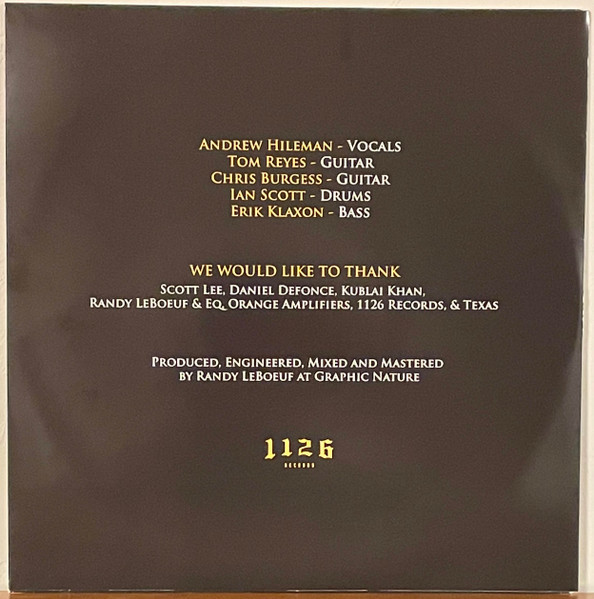 Andrew Hileman - Vocals
Tom Reyes - Guitar
Chris Burgess - Guitar
Ian Scott - Drums
Erik Klaxon - Bass
WE WOULD LIKE TO THANK
Scott Lee, Daniel Defonce, Kublai Khan,
Randy LeBoeuf & EQ, Orange Amplifiers, 1126 Records, & Texas
Produced, Engineered, Mixed and Mastered
by Randy LeBoeuf at Graphic Nature
1126
RECORDS